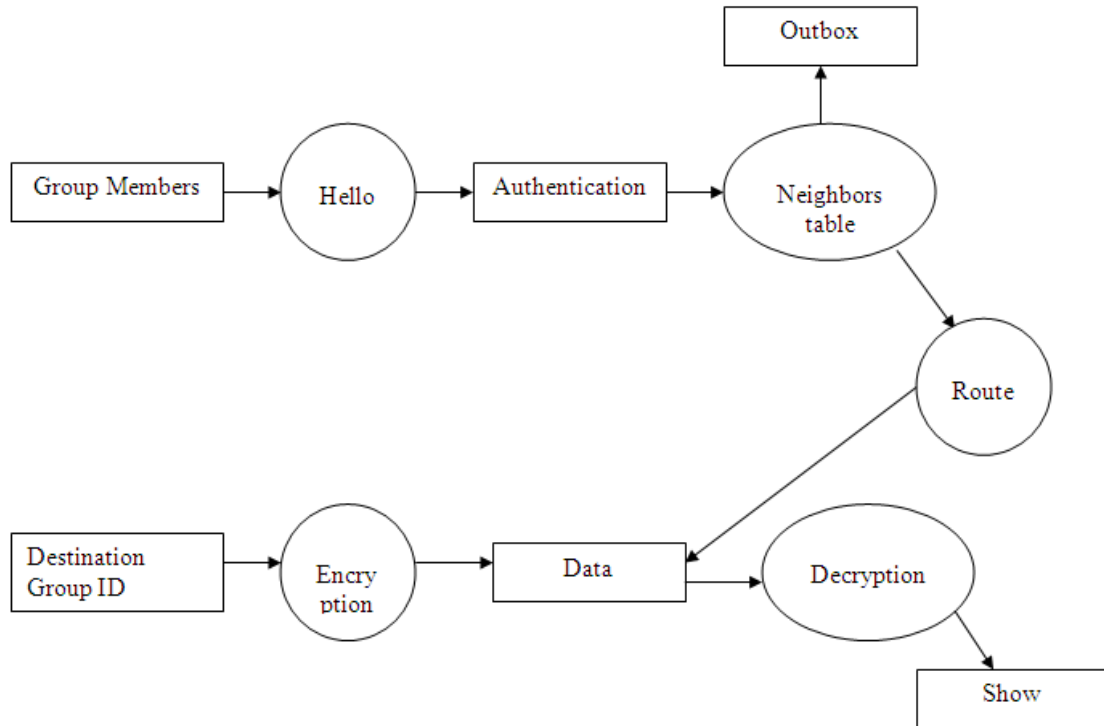 Outbox
Group Members
Hello
Authentication
Neighbors
table
Route
Destination
Group ID
Encry
ption
Data
Decryption
Show